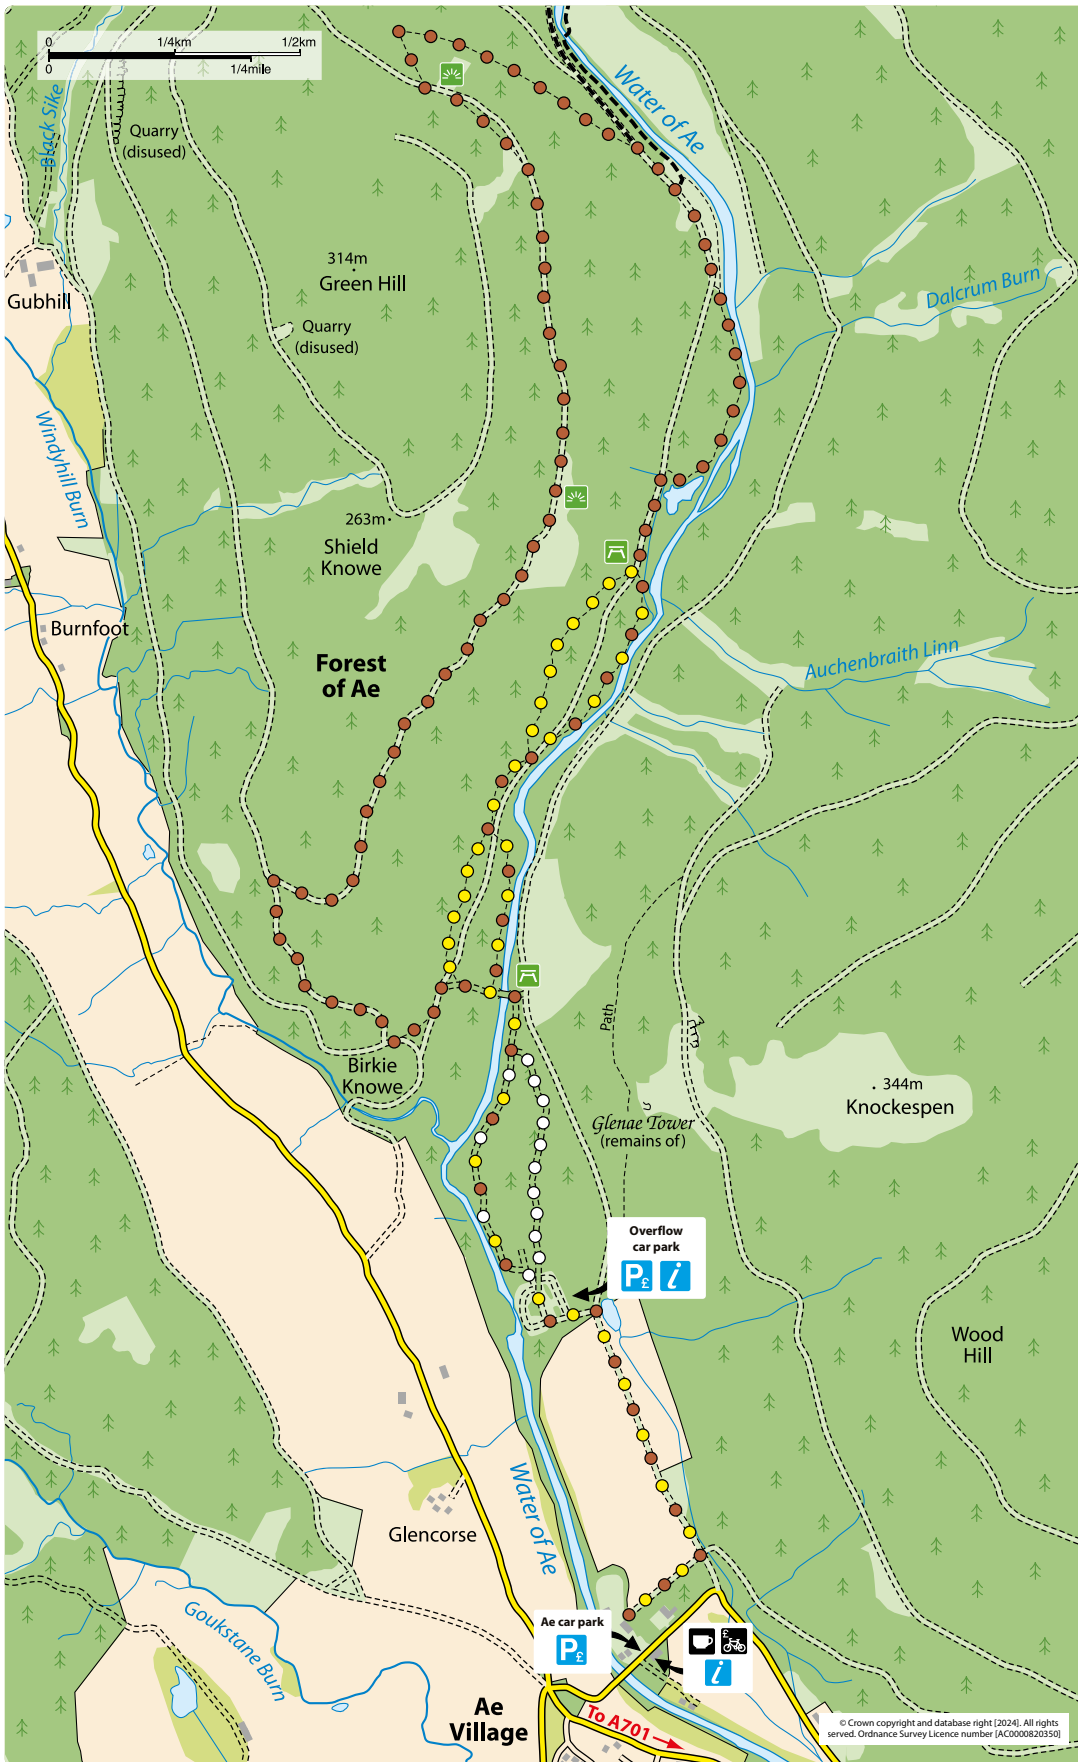 0 1/4km 1/2km
0 1/4mile
Black Sike
Quarry
(disused)
Water of Ae
314m
Green Hill
Gubhill
Dalcrum Burn
Quarry
(disused)
Windyhill Burn
263m
Shield
Knowe
Burnfoot
Forest
of Ae
Auchenbraith Linn
Path
Birkie
Knowe
344m
Knockespen
Glenae Tower
(remains of)
Overflow
car park
P£ i
Wood
Hill
Water of Ae
Glencorse
Goukstane Burn
Ae car park
P£
£
i
Ae
Village
To A701
© Crown copyright and database right [2024]. All rights
served. Ordnance Survey Licence number [AC0000820350]